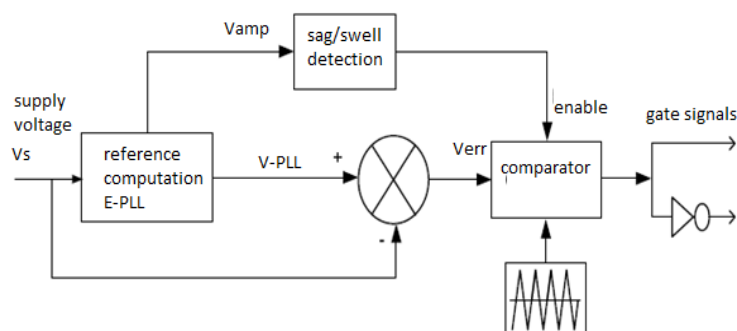 Vamp
sag/swell
detection
supply
voltage
Vs
reference
computation
E-PLL
V-PLL
+
-
Verr
enable
comparator
gate signals